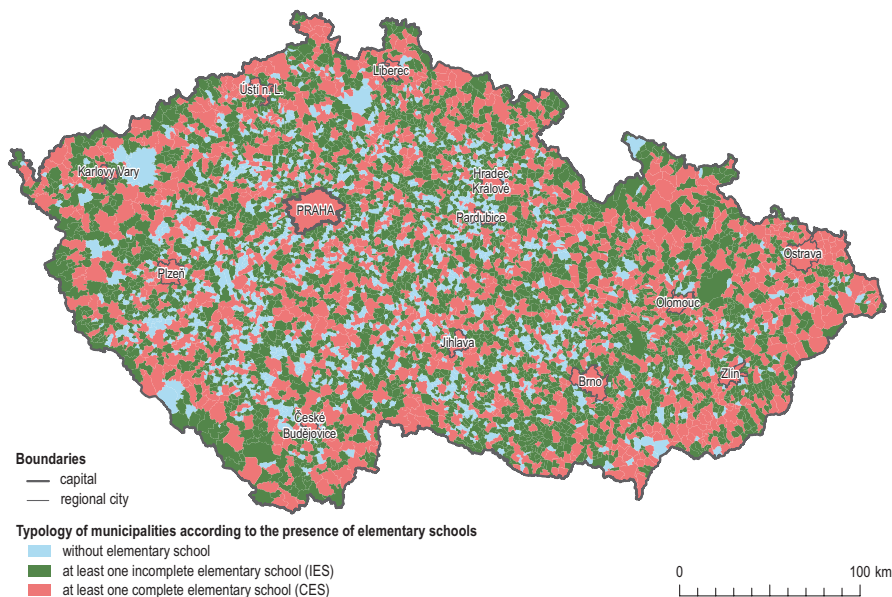 Liberec
Ústí n. L.
Karlovy Vary
Hradec
Králové
PRAHA
Pardubice
Ostrava
Plzeň
Olomouc
Jihlava
Zlín
Brno
České
Budějovice
Boundaries
capital
regional city
Typology of municipalities according to the presence of elementary schools
without elementary school
at least one incomplete elementary school (IES)
at least one complete elementary school (CES)
0 100 km